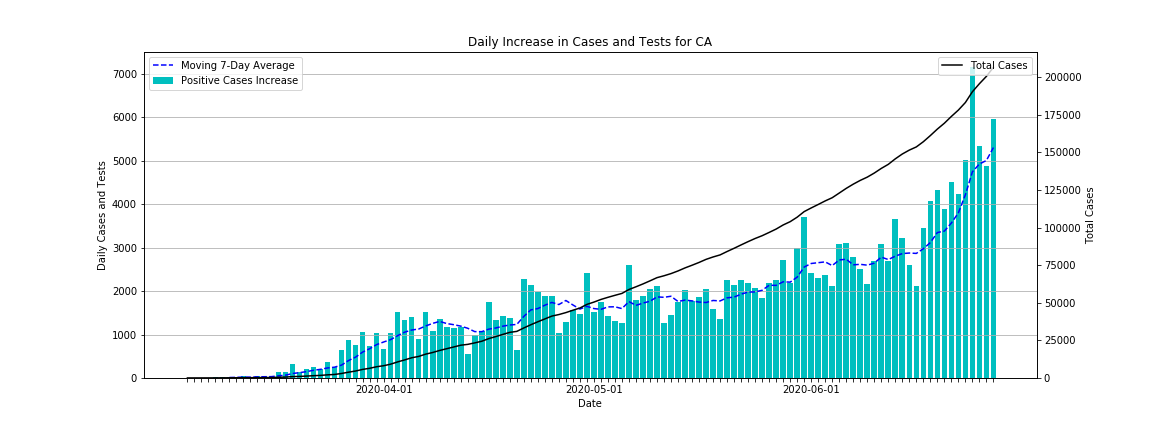 Daily Increase in Cases and Tests for CA
Moving 7-Day Average
Positive Cases Increase
Total Cases
7000
6000
5000
4000
3000
2000
1000
0
Daily Cases and Tests
200000
175000
150000
125000
100000
75000
50000
25000
0
Total Cases
2020-04-01
2020-05-01
2020-06-01
Date